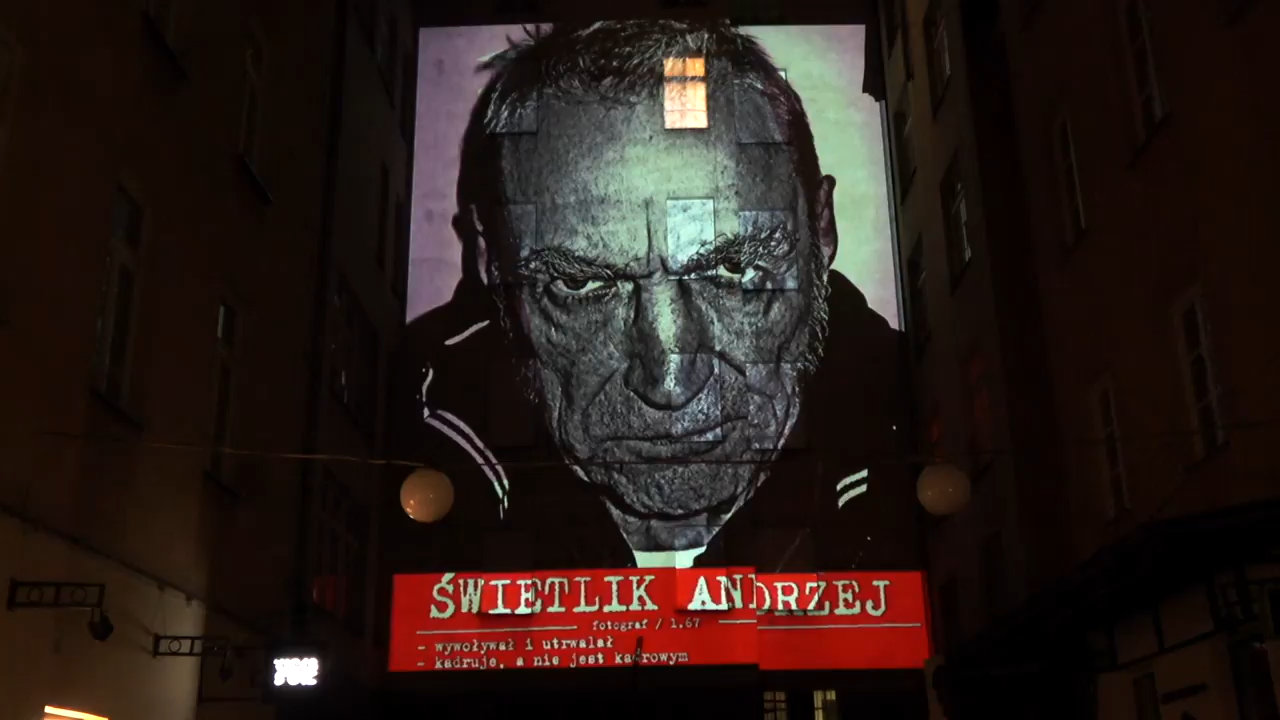 ŚWIETLIK ANDRZEJ
fotograf / 1.67
- wywoływał i utrwalał
- kadruje, a nie jest kadrowym